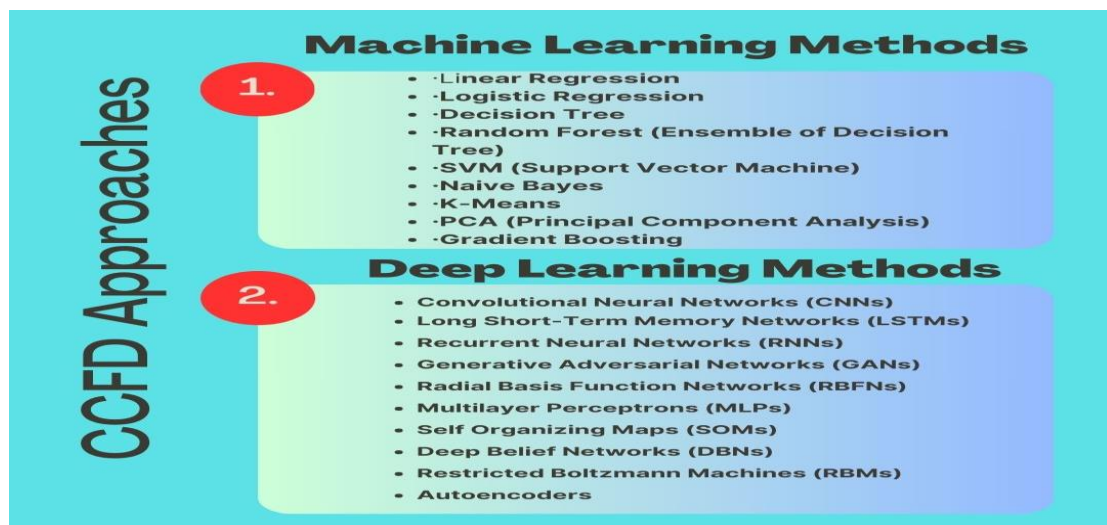 CCFD Approaches
Machine Learning Methods
1.
• ·Linear Regression
• ·Logistic Regression
• ·Decision Tree
• ·Random Forest (Ensemble of Decision
Tree)
• ·SVM (Support Vector Machine)
• ·Naive Bayes
• ·K-Means
• ·PCA (Principal Component Analysis)
• ·Gradient Boosting
Deep Learning Methods
2.
• Convolutional Neural Networks (CNNs)
• Long Short-Term Memory Networks (LSTMs)
• Recurrent Neural Networks (RNNs)
• Generative Adversarial Networks (GANs)
• Radial Basis Function Networks (RBFNs)
• Multilayer Perceptrons (MLPs)
• Self Organizing Maps (SOMs)
• Deep Belief Networks (DBNs)
• Restricted Boltzmann Machines (RBMs)
• Autoencoders